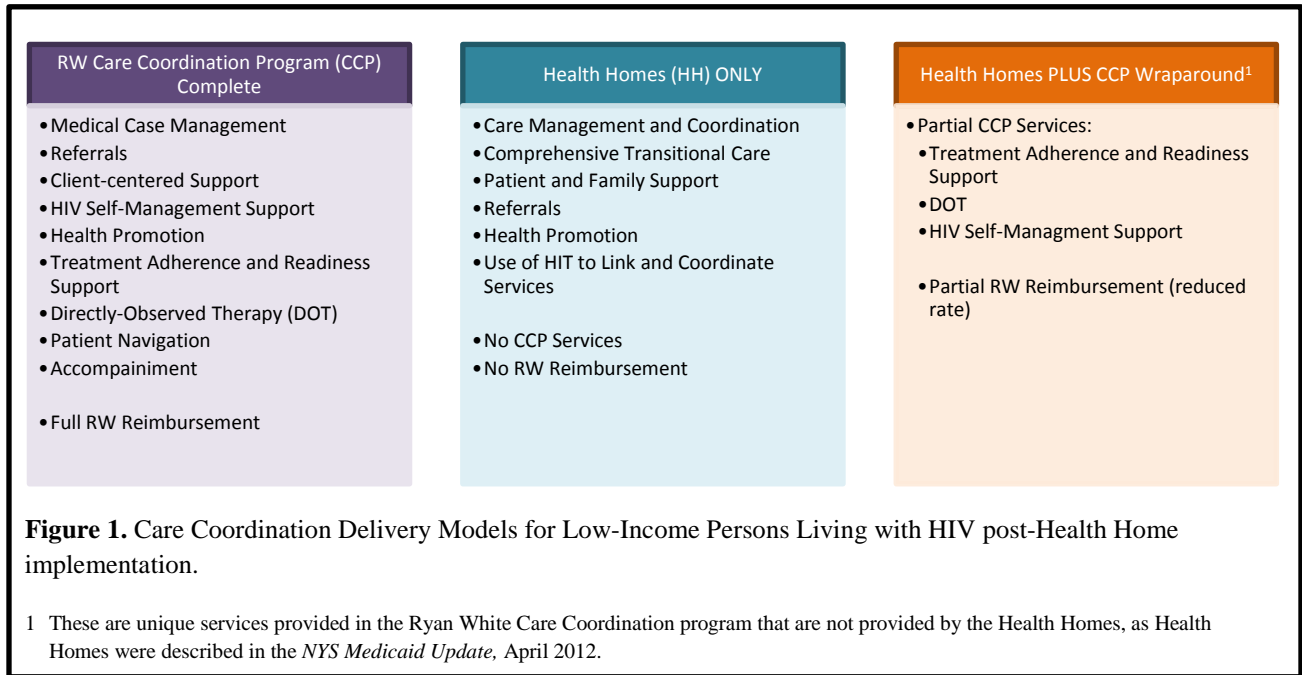 RW Care Coordination Program (CCP)
Complete
•Medical Case Management
•Referrals
•Client-centered Support
•HIV Self-Management Support
•Health Promotion
•Treatment Adherence and Readiness
Support
•Directly-Observed Therapy (DOT)
•Patient Navigation
•Accompainiment
•Full RW Reimbursement
Health Homes (HH) ONLY
•Care Management and Coordination
•Comprehensive Transitional Care
•Patient and Family Support
•Referrals
•Health Promotion
•Use of HIT to Link and Coordinate
Services
•No CCP Services
•No RW Reimbursement
Health Homes PLUS CCP Wraparound¹
•Partial CCP Services:
•Treatment Adherence and Readiness
Support
•DOT
•HIV Self-Managment Support
•Partial RW Reimbursement (reduced
rate)
Figure 1. Care Coordination Delivery Models for Low-Income Persons Living with HIV post-Health Home
implementation.
1 These are unique services provided in the Ryan White Care Coordination program that are not provided by the Health Homes, as Health
Homes were described in the NYS Medicaid Update, April 2012.